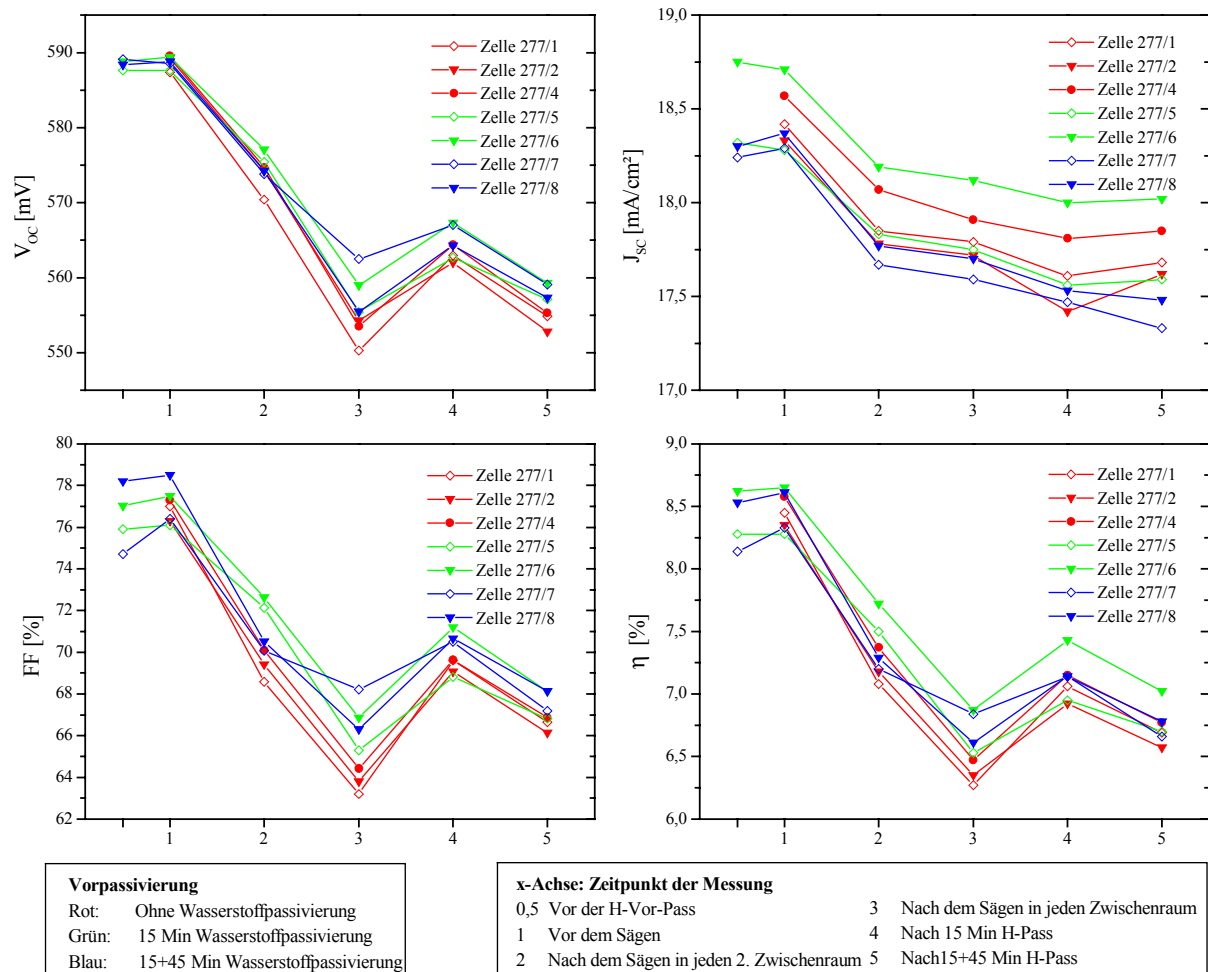 590
580
570
560
550
V_OC [mV]
1 2 3 4 5
Zelle 277/1
Zelle 277/2
Zelle 277/4
Zelle 277/5
Zelle 277/6
Zelle 277/7
Zelle 277/8
19,0
18,5
18,0
17,5
17,0
J_SC [mA/cm²]
1 2 3 4 5
Zelle 277/1
Zelle 277/2
Zelle 277/4
Zelle 277/5
Zelle 277/6
Zelle 277/7
Zelle 277/8
80
78
76
74
72
70
68
66
64
62
FF [%]
1 2 3 4 5
Zelle 277/1
Zelle 277/2
Zelle 277/4
Zelle 277/5
Zelle 277/6
Zelle 277/7
Zelle 277/8
9,0
8,5
8,0
7,5
7,0
6,5
6,0
η [%]
1 2 3 4 5
Zelle 277/1
Zelle 277/2
Zelle 277/4
Zelle 277/5
Zelle 277/6
Zelle 277/7
Zelle 277/8
Vorpassivierung
Rot: Ohne Wasserstoffpassivierung
Grün: 15 Min Wasserstoffpassivierung
Blau: 15+45 Min Wasserstoffpassivierung
x-Achse: Zeitpunkt der Messung
0,5 Vor der H-Vor-Pass
1 Vor dem Sägen
2 Nach dem Sägen in jeden 2. Zwischenraum
3 Nach dem Sägen in jeden Zwischenraum
4 Nach 15 Min H-Pass
5 Nach15+45 Min H-Pass